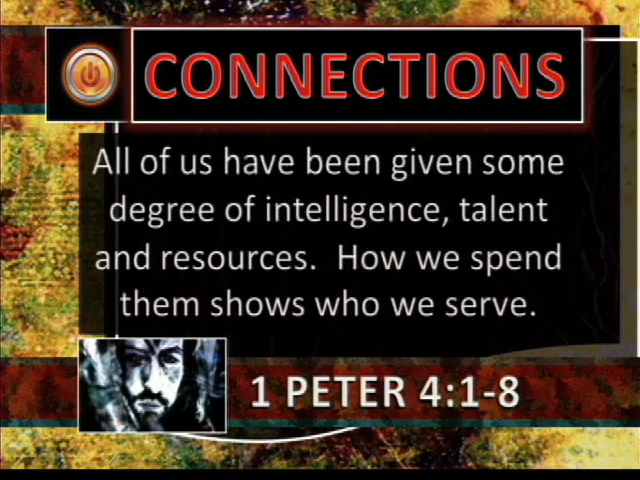 CONNECTIONS
All of us have been given some
degree of intelligence, talent
and resources.  How we spend
them shows who we serve.
1 PETER 4:1-8